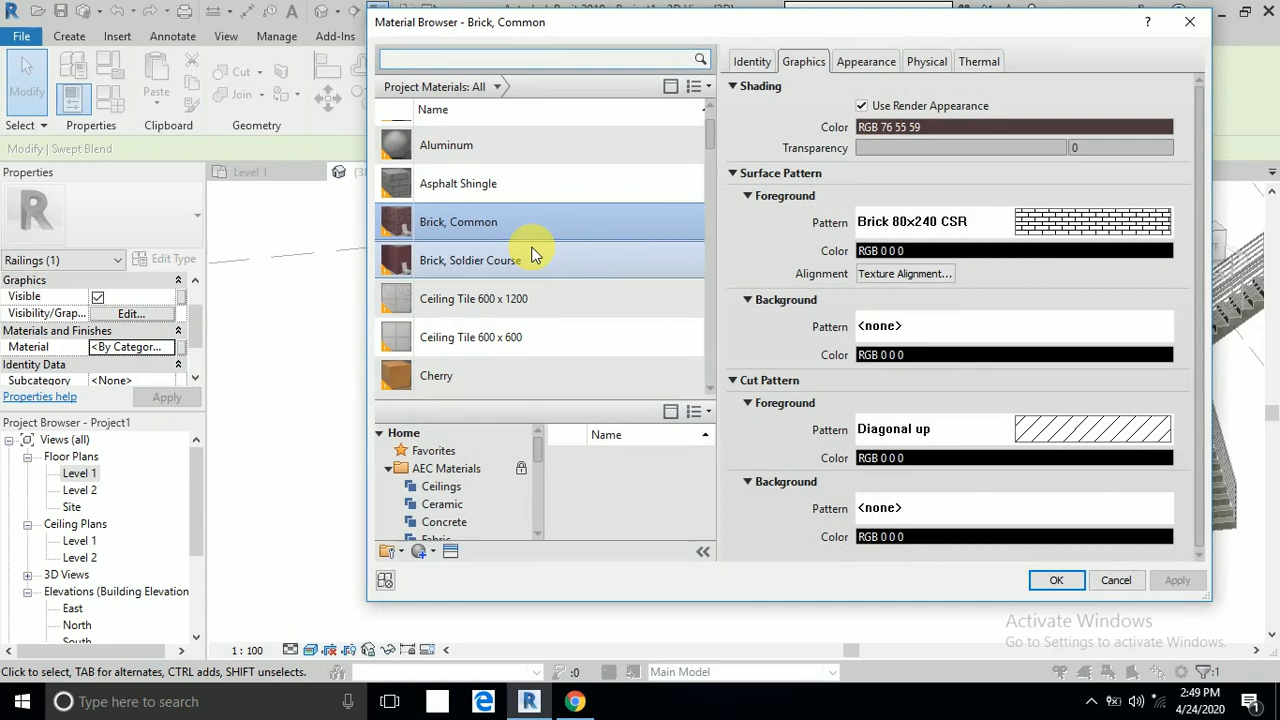 Material Browser - Brick, Common
?
File
Create
Insert
Annotate
View
Manage
Add-Ins
Modify
Paste
Cut
Join
Select
Properties
Clipboard
Geometry
Modify | Swept Blend
Properties
Railings (1)
Edit Type
Graphics
Visible
Visibility/Grap...
Edit...
Materials and Finishes
Material
<By Categor...
Identity Data
Subcategory
<None>
Properties help
Apply
Project Browser - Project1
Views (all)
Floor Plans
Level 1
Level 2
Site
Ceiling Plans
Level 1
Level 2
3D Views
Elevations (Building Elevation
East
North
South
Level 1
Project Materials: All
Name
Aluminum
Asphalt Shingle
Brick, Common
Brick, Soldier Course
Ceiling Tile 600 x 1200
Ceiling Tile 600 x 600
Cherry
Home
Favorites
AEC Materials
Ceilings
Ceramic
Concrete
Fabric
Name
Identity
Graphics
Appearance
Physical
Thermal
Shading
Use Render Appearance
Color
RGB 76 55 59
Transparency
0
Surface Pattern
Foreground
Pattern
Brick 80x240 CSR
Color
RGB 0 0 0
Alignment
Texture Alignment...
Background
Pattern
<none>
Color
RGB 0 0 0
Cut Pattern
Foreground
Pattern
Diagonal up
Color
RGB 0 0 0
Background
Pattern
<none>
Color
RGB 0 0 0
OK
Cancel
Apply
Activate Windows
Go to Settings to activate Windows.
1 : 100
Click to select, TAB for alternates, CTRL adds, SHIFT unselects.
:0
Main Model
:1
Type here to search
2:49 PM
4/24/2020
1